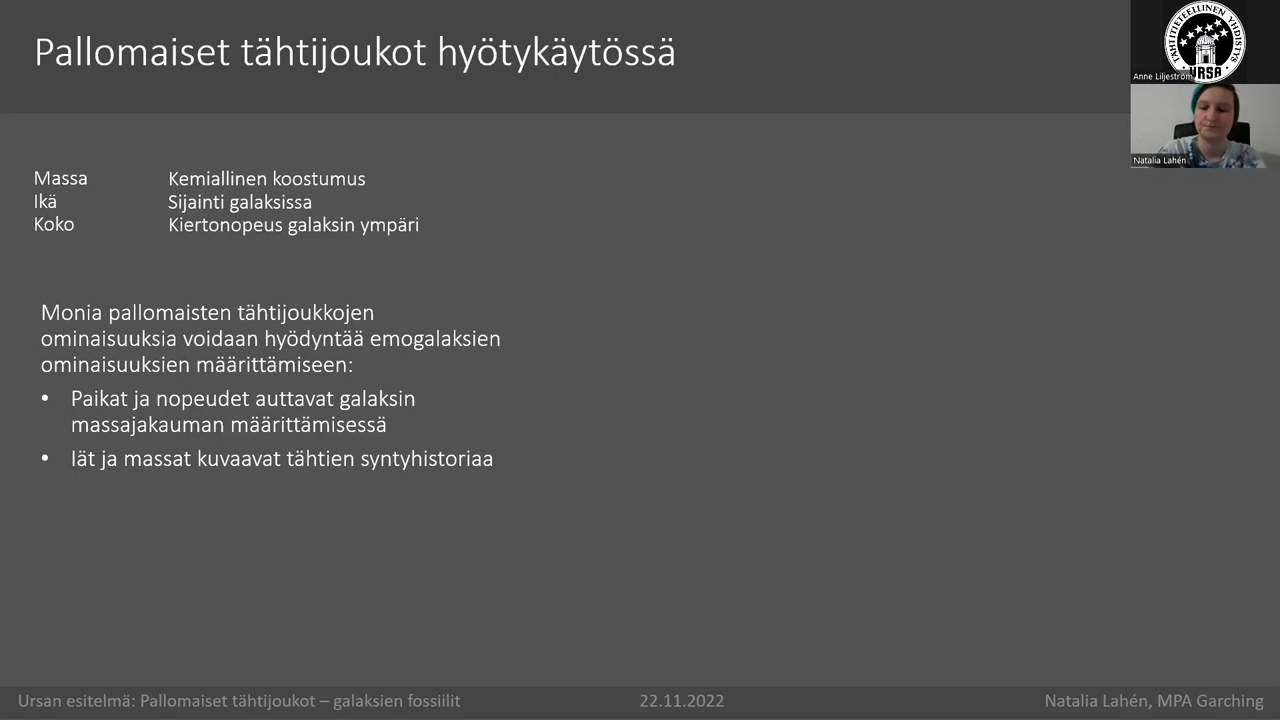 Pallomaiset tähtijoukot hyötykäytössä
TÄHTITIETEELLINEN YHDISTYS
URSA
Anne Liljeström
Natalia Lahén
Massa Kemiallinen koostumus
Ikä Sijainti galaksissa
Koko Kiertonopeus galaksin ympäri
Monia pallomaisten tähtijoukkojen
ominaisuuksia voidaan hyödyntää emogalaksien
ominaisuuksien määrittämiseen:
• Paikat ja nopeudet auttavat galaksin
massajakauman määrittämisessä
• Iät ja massat kuvaavat tähtien syntyhistoriaa
Ursan esitelmä: Pallomaiset tähtijoukot – galaksien fossiilit 22.11.2022 Natalia Lahén, MPA Garching